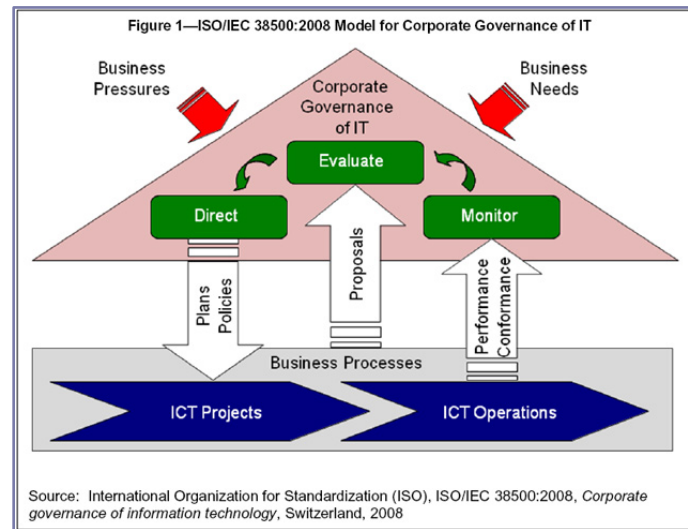 Figure 1—ISO/IEC 38500:2008 Model for Corporate Governance of IT
Business
Pressures
Business
Needs
Corporate
Governance
of IT
Evaluate
Direct
Monitor
Plans
Policies
Proposals
Performance
Conformance
Business Processes
ICT Projects
ICT Operations
Source: International Organization for Standardization (ISO), ISO/IEC 38500:2008, Corporate
governance of information technology, Switzerland, 2008